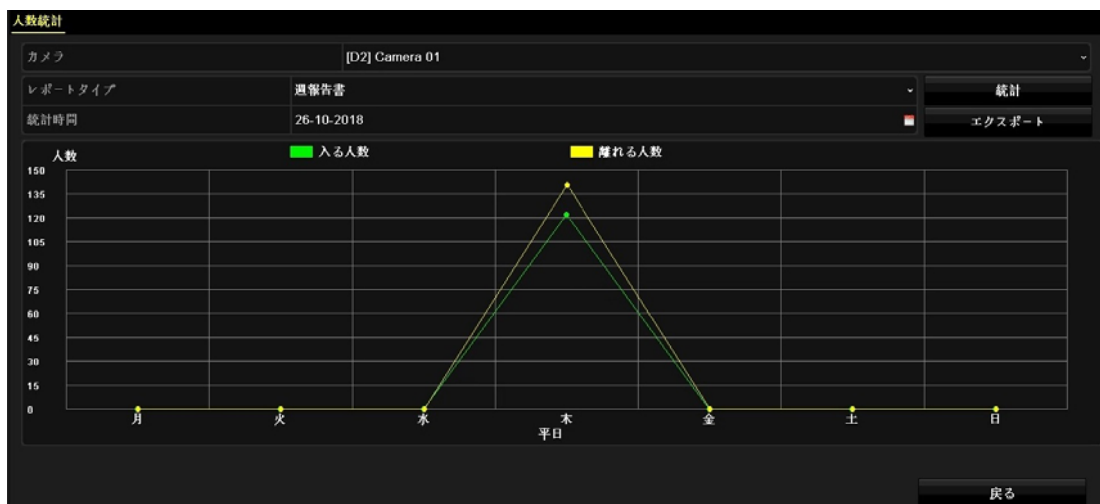 人数統計
カメラ [D2] Camera 01
レポートタイプ 週報告書 統計
統計時間 26-10-2018 エクスポート
人数 入る人数 離れる人数
150
135
120
105
90
75
60
45
30
15
0
月 火 水 木 金 土 日
平日
戻る